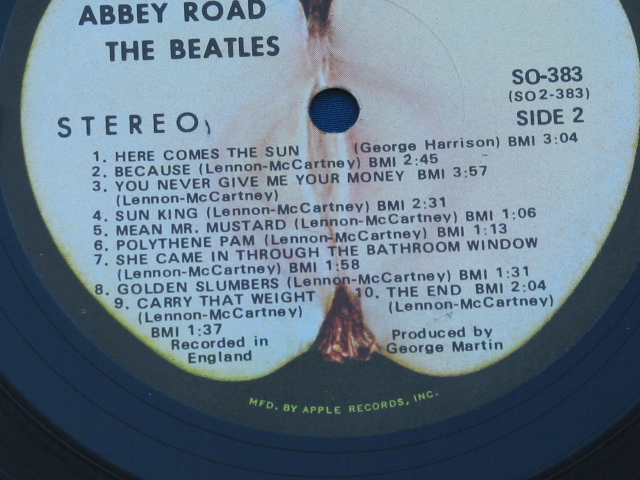 ABBEY ROAD
THE BEATLES
SO-383
(SO2-383)
STEREO
SIDE 2
1. HERE COMES THE SUN (George Harrison) BMI 3:04
2. BECAUSE (Lennon-McCartney) BMI 2:45
3. YOU NEVER GIVE ME YOUR MONEY BMI 3:57
(Lennon-McCartney)
4. SUN KING (Lennon-McCartney) BMI 2:31
5. MEAN MR. MUSTARD (Lennon-McCartney) BMI 1:06
6. POLYTHENE PAM (Lennon-McCartney) BMI 1:13
7. SHE CAME IN THROUGH THE BATHROOM WINDOW
(Lennon-McCartney) BMI 1:58
8. GOLDEN SLUMBERS (Lennon-McCartney) BMI 1:31
9. CARRY THAT WEIGHT
(Lennon-McCartney)
BMI 1:37
10. THE END BMI 2:04
(Lennon-McCartney)
Recorded in
England
Produced by
George Martin
MFD. BY APPLE RECORDS, INC.